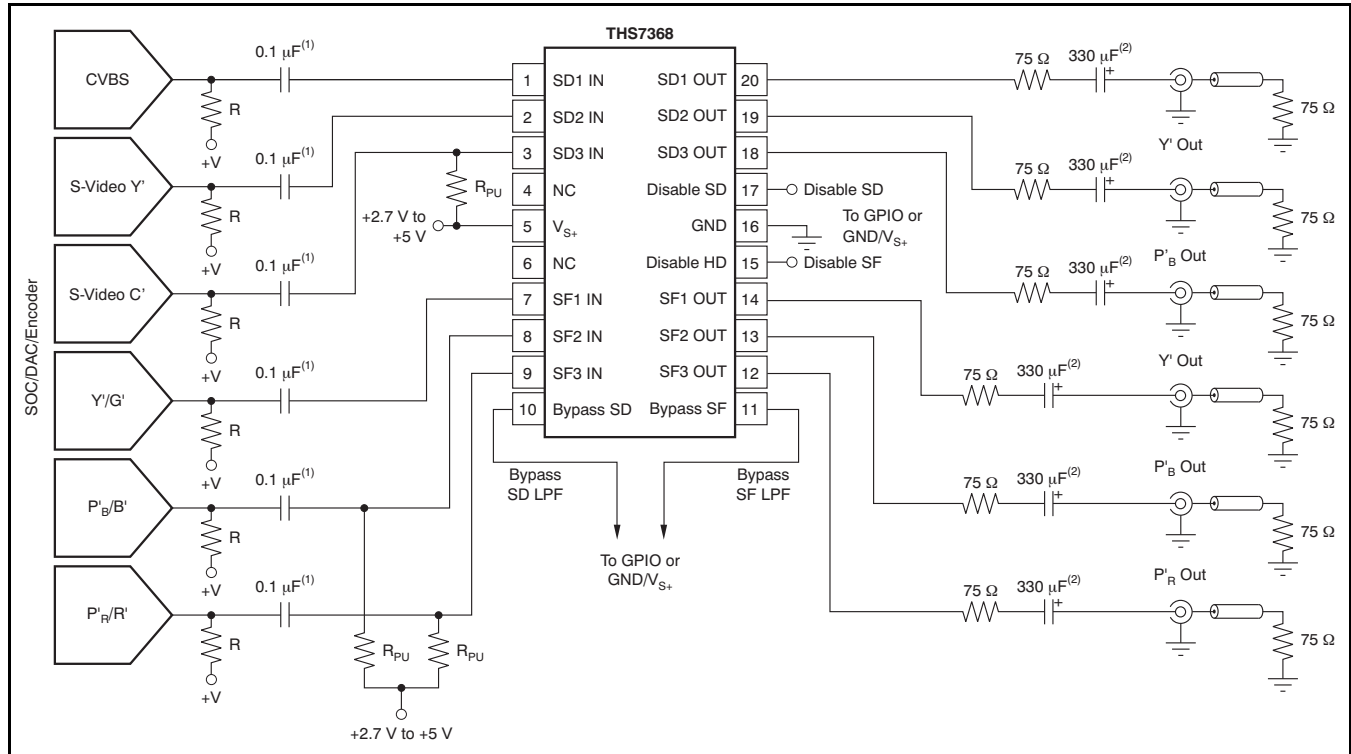 THS7368
SOC/DAC/Encoder
CVBS
0.1 μF(1)
R
+V
S-Video Y'
0.1 μF(1)
R
+V
S-Video C'
0.1 μF(1)
R
+V
Y'/G'
0.1 μF(1)
R
+V
P'B/B'
0.1 μF(1)
R
+V
P'R/R'
0.1 μF(1)
R
+V
RPU
+2.7 V to
+5 V
RPU
RPU
+2.7 V to +5 V
1 SD1 IN
2 SD2 IN
3 SD3 IN
4 NC
5 VS+
6 NC
7 SF1 IN
8 SF2 IN
9 SF3 IN
10 Bypass SD
SD1 OUT 20
SD2 OUT 19
SD3 OUT 18
Disable SD 17
GND 16
Disable HD 15
SF1 OUT 14
SF2 OUT 13
SF3 OUT 12
Bypass SF 11
Bypass
SD LPF
Bypass
SF LPF
To GPIO or
GND/VS+
Disable SD
To GPIO or
GND/VS+
Disable SF
75 Ω
330 μF(2)
+
75 Ω
Y' Out
75 Ω
330 μF(2)
+
75 Ω
P'B Out
75 Ω
330 μF(2)
+
75 Ω
Y' Out
75 Ω
330 μF(2)
+
75 Ω
P'B Out
75 Ω
330 μF(2)
+
75 Ω
P'R Out
75 Ω
330 μF(2)
+
75 Ω